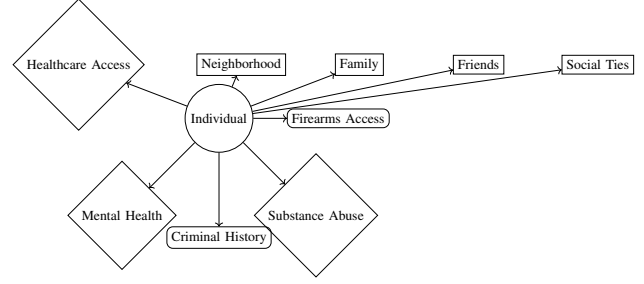 Healthcare Access
Neighborhood
Family
Friends
Social Ties
Individual
Firearms Access
Mental Health
Substance Abuse
Criminal History